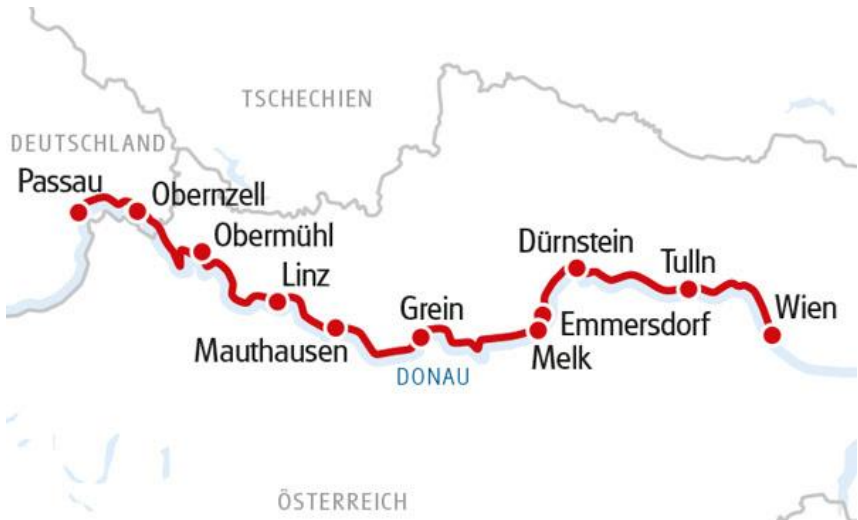 TSCHECHIEN
DEUTSCHLAND
Passau
Obernzell
Obermühl
Linz
Mauthausen
Grein
DONAU
Dürnstein
Emmersdorf
Melk
Tulln
Wien
ÖSTERREICH